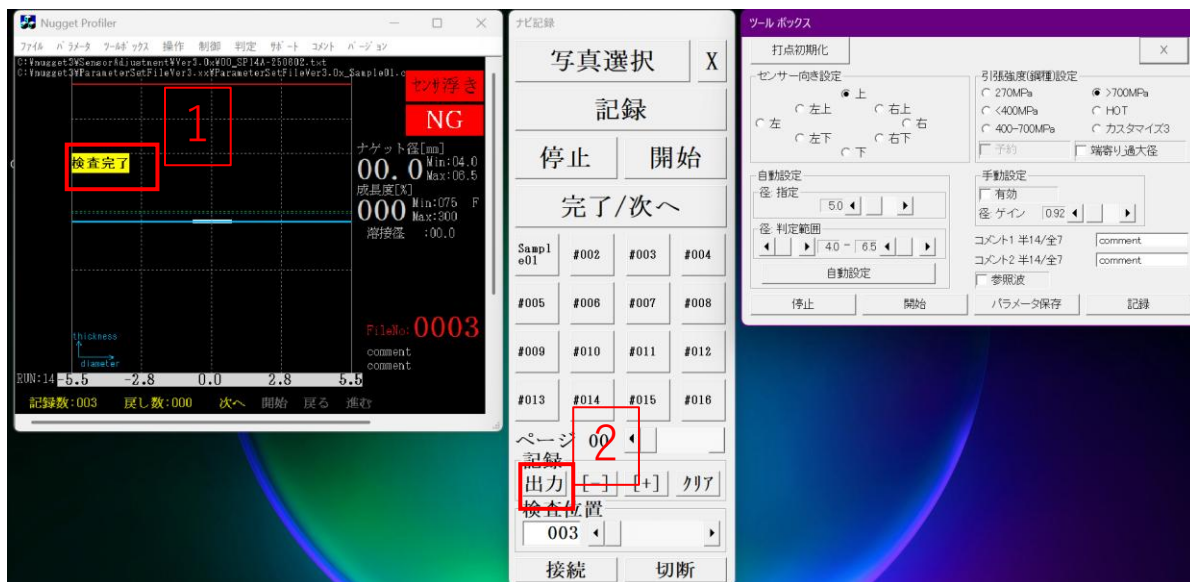 Nugget Profiler
ファイル パラメータ ツールボックス 操作 制御 判定 サポート コメント バージョン
C:¥nugget3¥SensorAdjustment¥Ver3.0x¥00_SP14A-250602.txt
C:¥nugget3¥ParameterSetFileVer3.xx¥ParameterSetFileVer3.0x_Sample01.c
センサ浮き
NG
1
検査完了
ナゲット径[mm]
00.0
Min:04.0
Max:06.5
成長度[%]
000
Min:075 F
Max:300
溶接径 :00.0
FileNo:0003
thickness
diameter
comment
comment
RUN:14 -5.5 -2.8 0.0 2.8 5.5
記録数:003 戻し数:000 次へ 開始 戻る 進む
ナビ記録
写真選択 X
記録
停止 開始
完了/次へ
Sample01 #002 #003 #004
#005 #006 #007 #008
#009 #010 #011 #012
#013 #014 #015 #016
ページ 00
2
記録
出力 [-] [+] クリア
検査位置
003
接続 切断
ツール ボックス
打点初期化 X
センサー向き設定
上
左上 右上
左 右
左下 右下
下
引張強度(鋼種)設定
270MPa >700MPa
<400MPa HOT
400-700MPa カスタマイズ3
予約 端寄り過大径
自動設定
径: 指定
5.0
径: 判定範囲
4.0 - 6.5
自動設定
手動設定
有効
径: ゲイン 0.92
コメント1 半14/全7 comment
コメント2 半14/全7 comment
参照波
停止 開始 パラメータ保存 記録